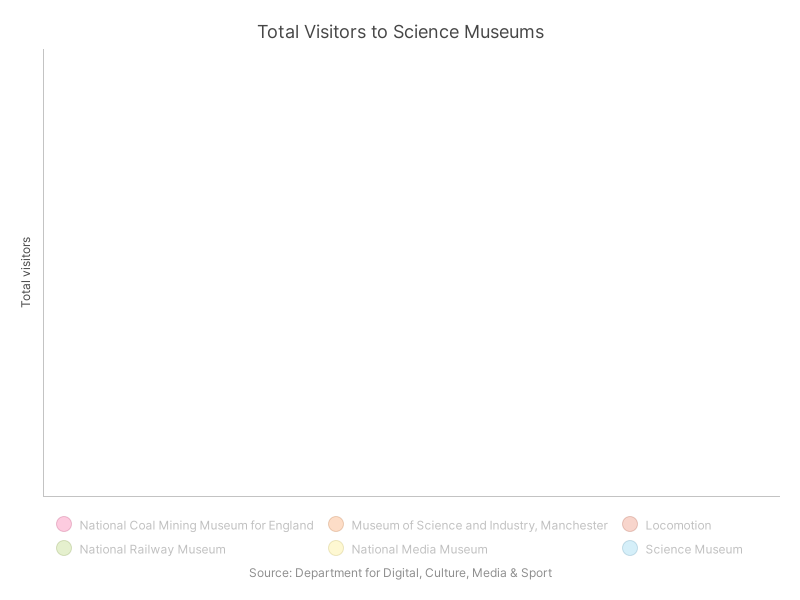 Total Visitors to Science Museums
Total visitors
National Coal Mining Museum for England
Museum of Science and Industry, Manchester
Locomotion
National Railway Museum
National Media Museum
Science Museum
Source: Department for Digital, Culture, Media & Sport